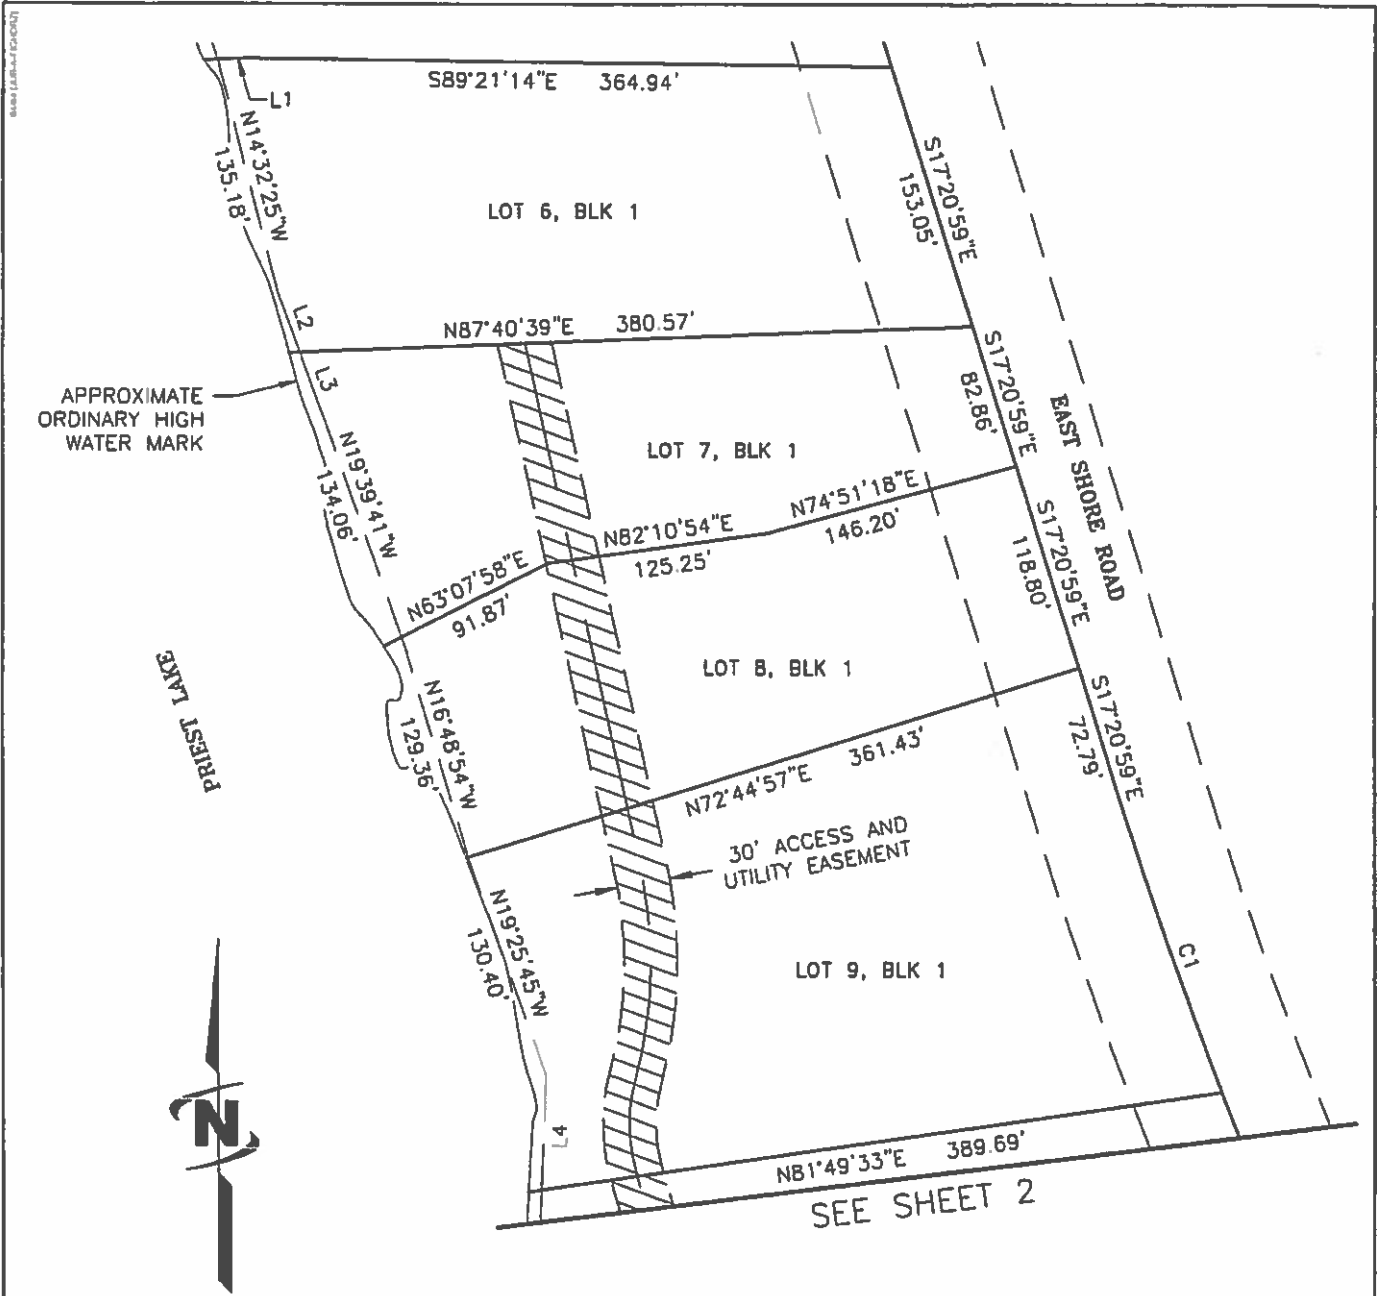 S89°21'14"E 364.94'
L1
N14°32'25"W
135.18'
S17°20'59"E
153.05'
LOT 6, BLK 1
L2
N87°40'39"E 380.57'
L3
APPROXIMATE
ORDINARY HIGH
WATER MARK
S17°20'59"E
82.86'
EAST SHORE ROAD
N19°39'41"W
134.06'
LOT 7, BLK 1
N74°51'18"E
146.20'
N82°10'54"E
125.25'
N63°07'58"E
91.87'
S17°20'59"E
118.80'
PRIEST LAKE
LOT 8, BLK 1
N16°48'54"W
129.36'
S17°20'59"E
72.79'
N72°44'57"E 361.43'
30' ACCESS AND
UTILITY EASEMENT
N19°25'45"W
130.40'
LOT 9, BLK 1
C1
N
L4
N81°49'33"E 389.69'
SEE SHEET 2